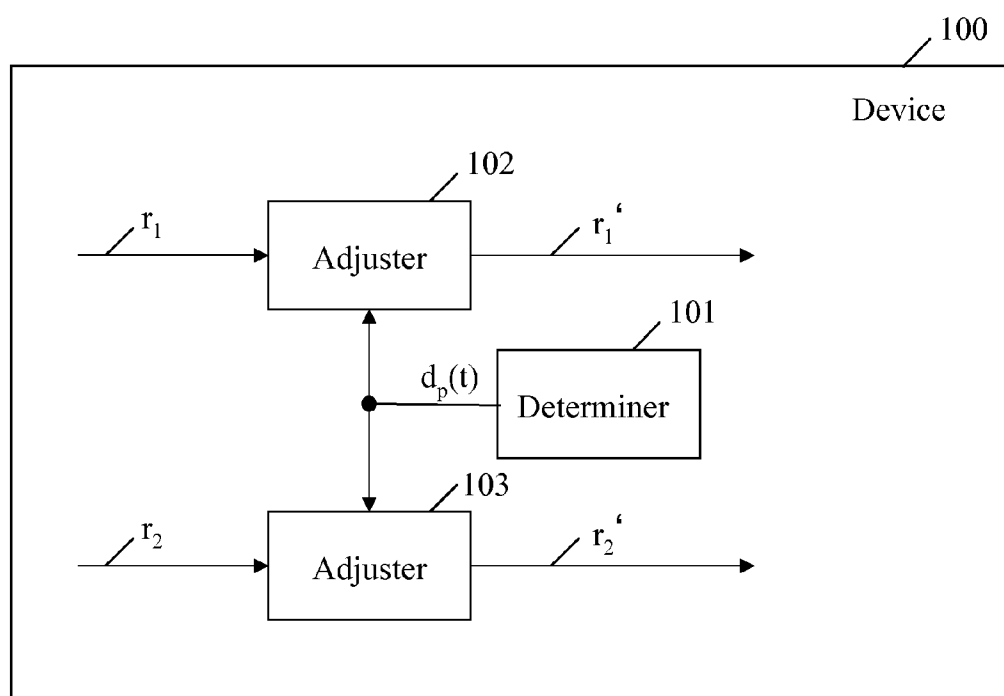 100
Device
102
r₁
Adjuster
r₁‘
101
dₚ(t)
Determiner
103
r₂
Adjuster
r₂‘